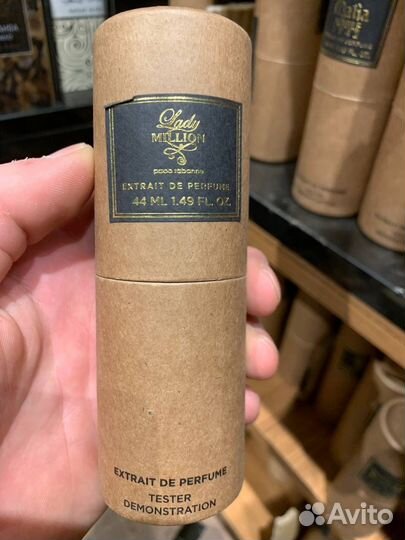 Lady
MILLION
paco rabanne
EXTRAIT DE PERFUME
44 ML 1.49 FL. OZ.
EXTRAIT DE PERFUME
TESTER
DEMONSTRATION
Avito